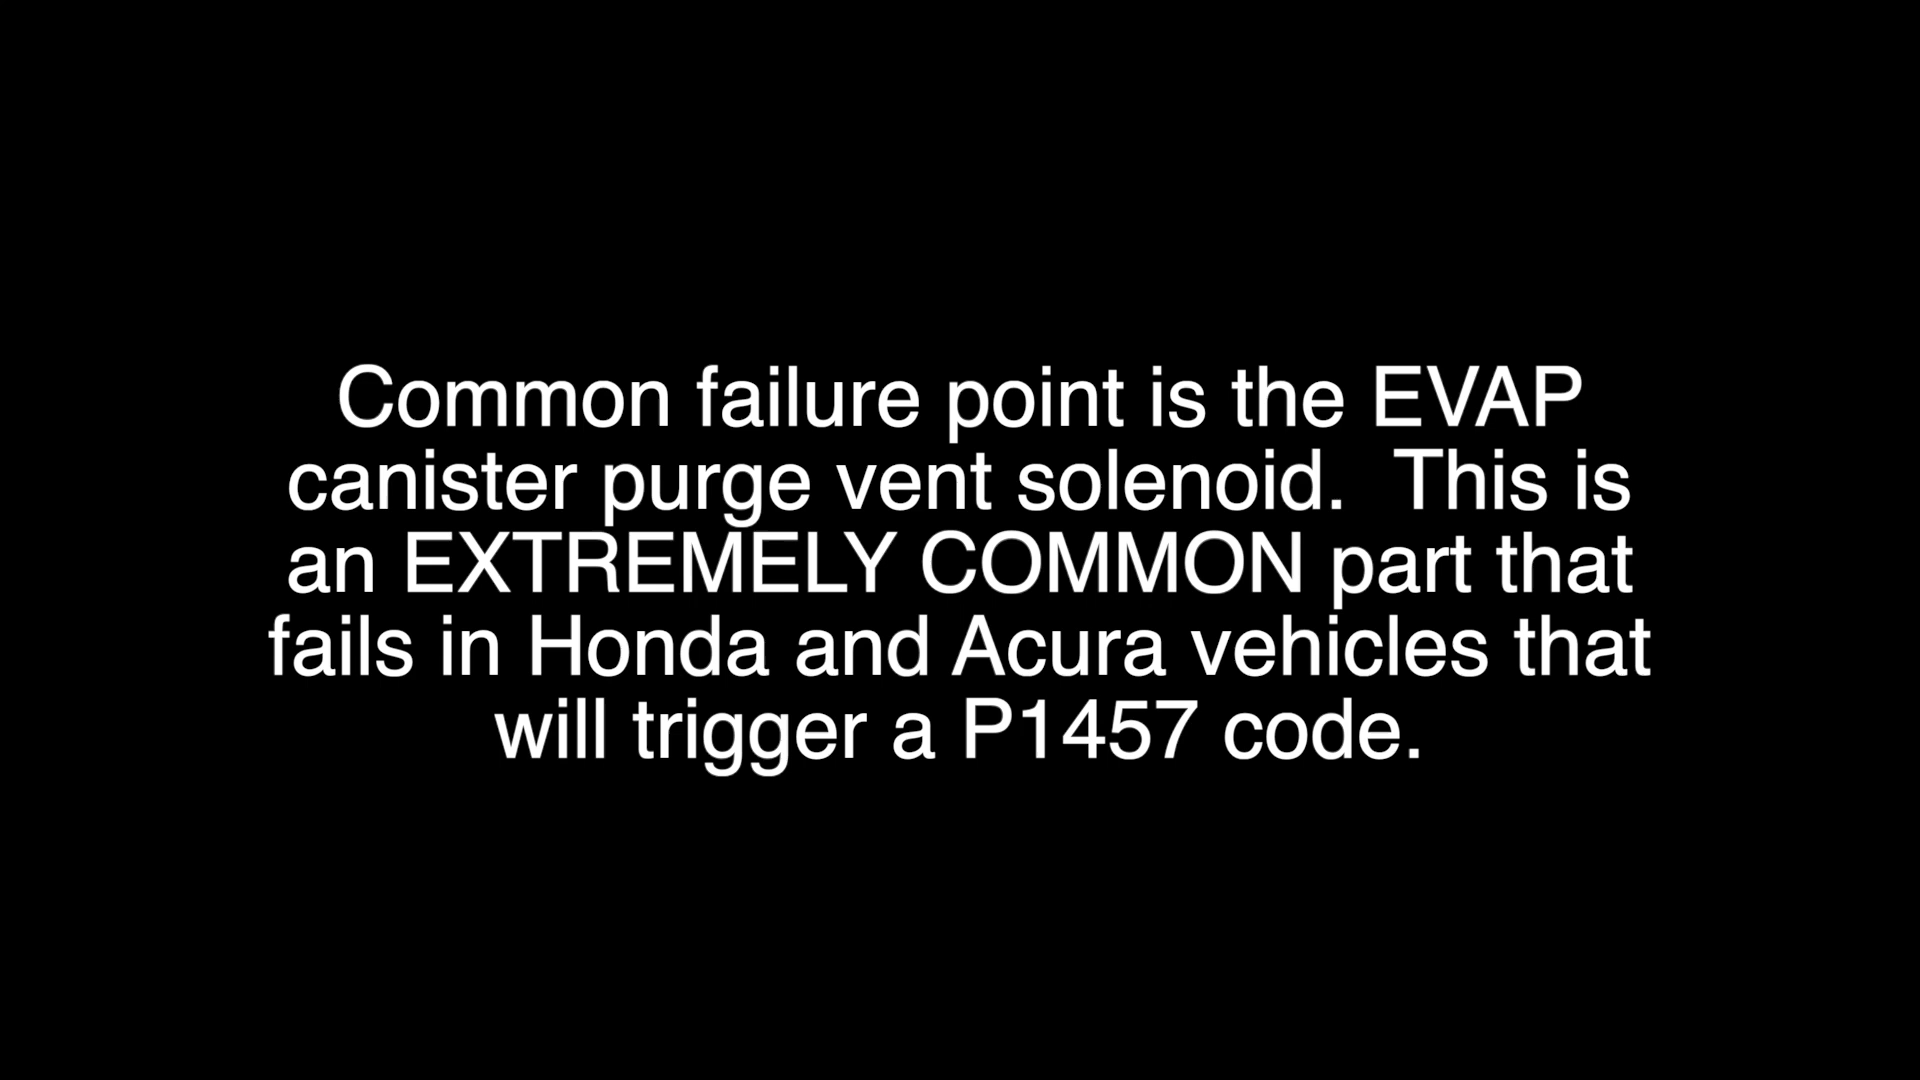 Common failure point is the EVAP
canister purge vent solenoid.  This is
an EXTREMELY COMMON part that
fails in Honda and Acura vehicles that
will trigger a P1457 code.